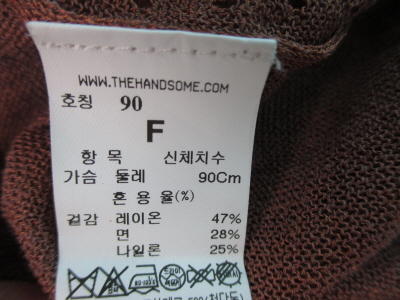 WWW.THEHANDSOME.COM
호칭 90
F
항 목 신체치수
가슴 둘레 90Cm
혼 용 율(%)
겉감 레이온 47%
면 28%
나일론 25%